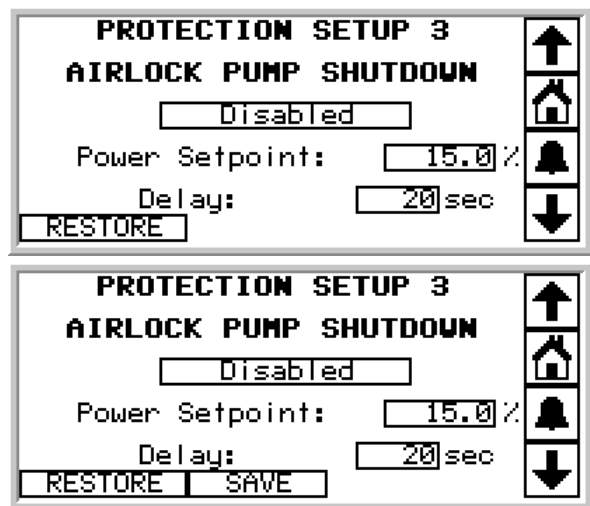 PROTECTION SETUP 3
AIRLOCK PUMP SHUTDOWN
Disabled
Power Setpoint: 15.0 %
Delay: 20 sec
RESTORE
PROTECTION SETUP 3
AIRLOCK PUMP SHUTDOWN
Disabled
Power Setpoint: 15.0 %
Delay: 20 sec
RESTORE SAVE